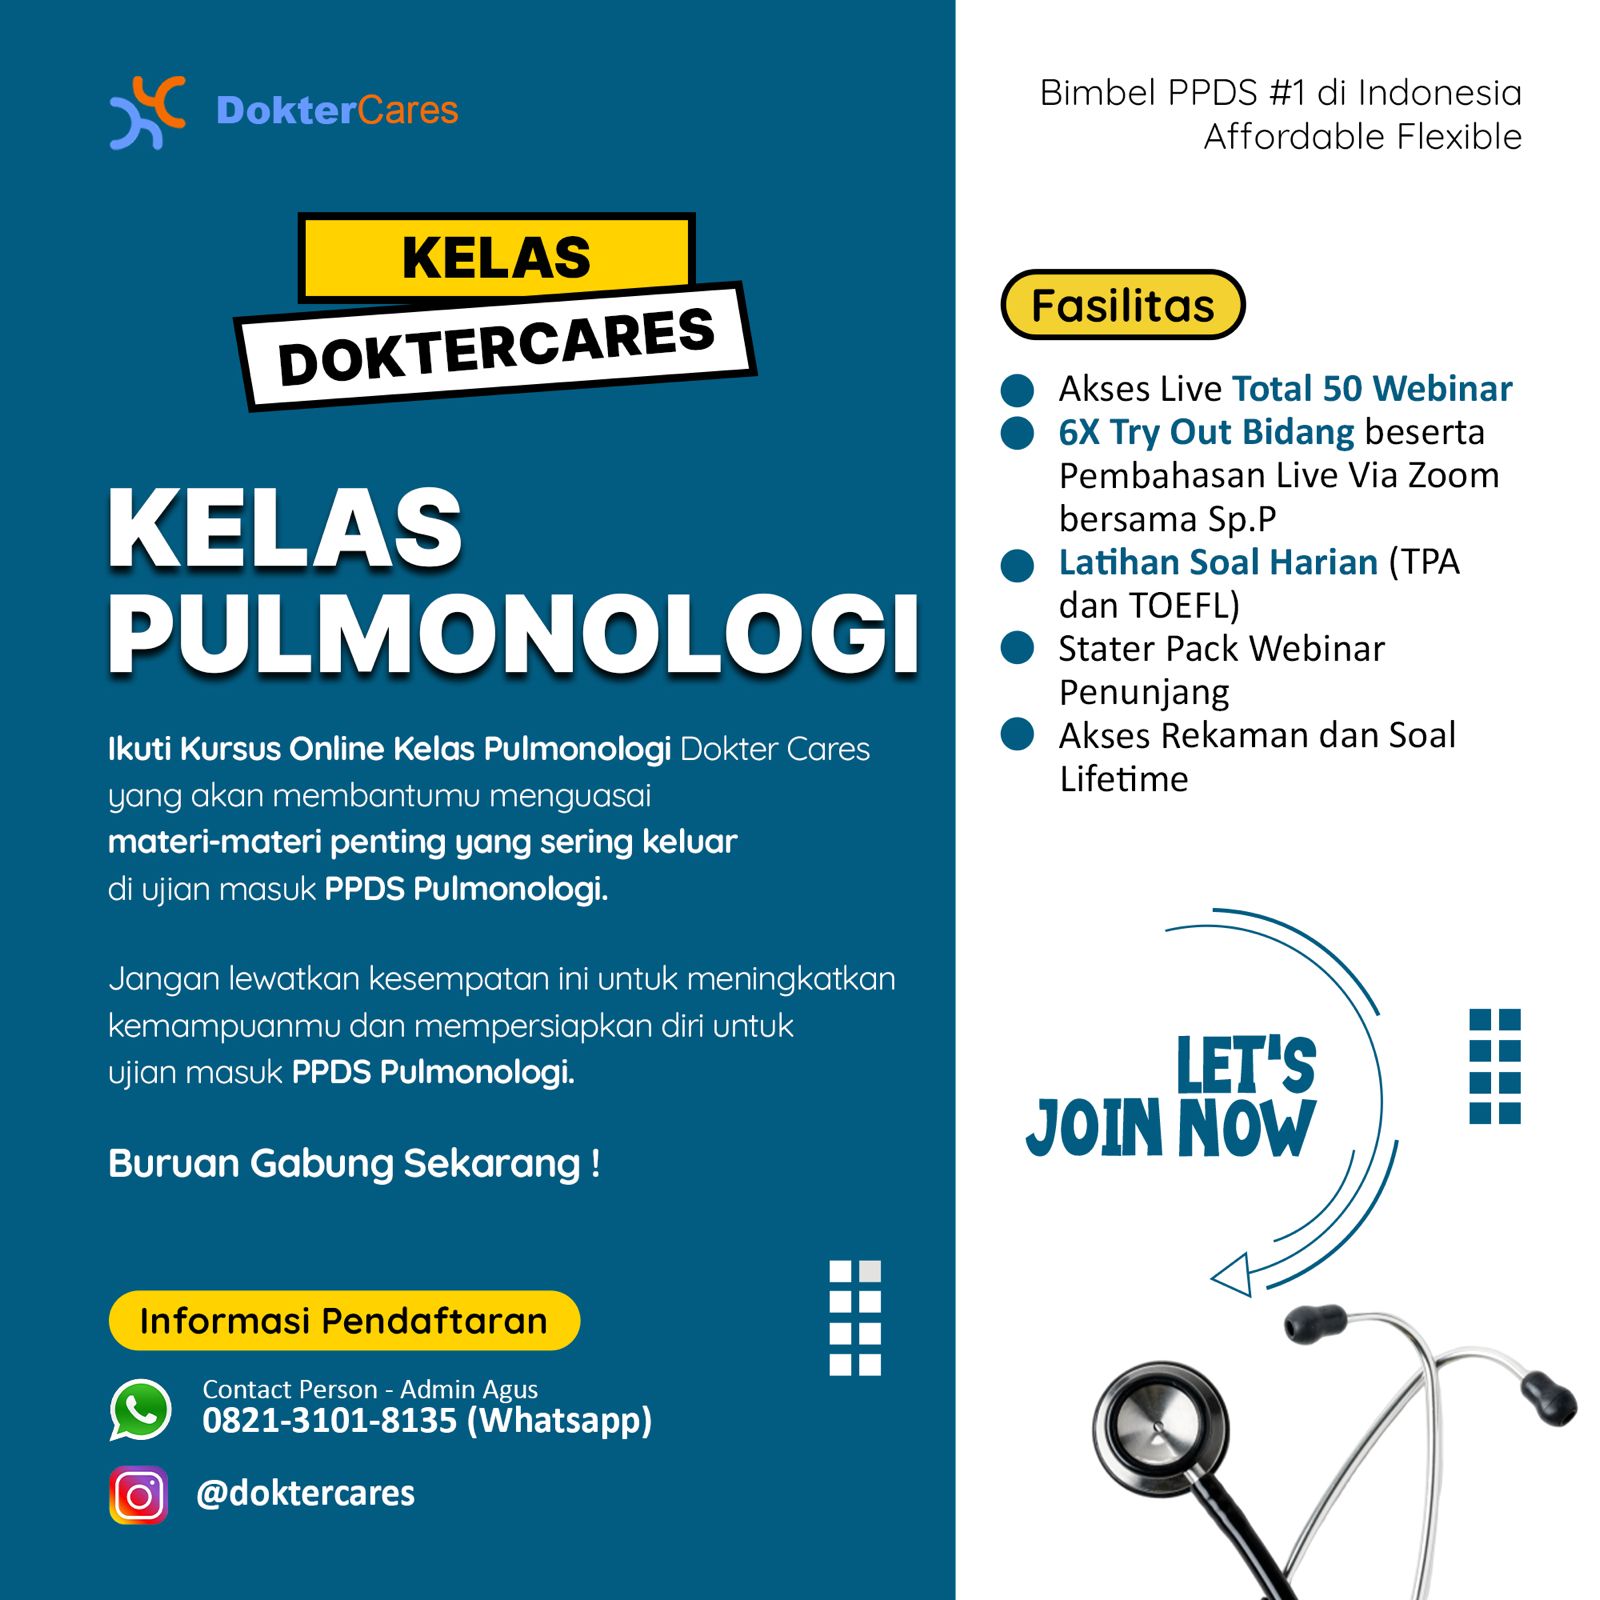 DokterCares
Bimbel PPDS #1 di Indonesia
Affordable Flexible
KELAS
DOKTERCARES
KELAS
PULMONOLOGI
Ikuti Kursus Online Kelas Pulmonologi Dokter Cares
yang akan membantumu menguasai
materi-materi penting yang sering keluar
di ujian masuk PPDS Pulmonologi.
Jangan lewatkan kesempatan ini untuk meningkatkan
kemampuanmu dan mempersiapkan diri untuk
ujian masuk PPDS Pulmonologi.
Buruan Gabung Sekarang !
Informasi Pendaftaran
Contact Person - Admin Agus
0821-3101-8135 (Whatsapp)
@doktercares
Fasilitas
Akses Live Total 50 Webinar
6X Try Out Bidang beserta
Pembahasan Live Via Zoom
bersama Sp.P
Latihan Soal Harian (TPA
dan TOEFL)
Stater Pack Webinar
Penunjang
Akses Rekaman dan Soal
Lifetime
LET'S
JOIN NOW